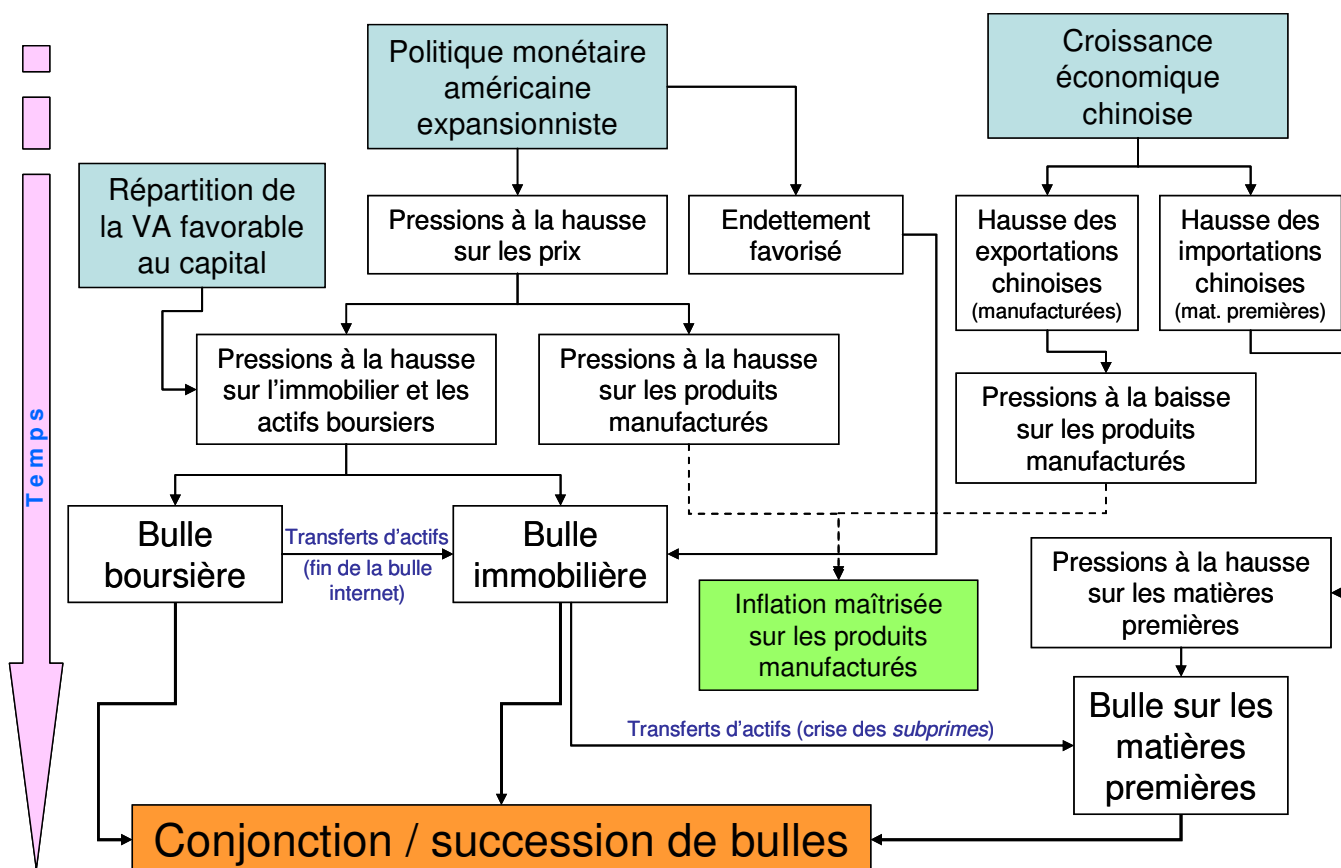 Politique monétaire
américaine
expansionniste
Croissance
économique
chinoise
Répartition de
la VA favorable
au capital
Pressions à la hausse
sur les prix
Endettement
favorisé
Hausse des
exportations
chinoises
(manufacturées)
Hausse des
importations
chinoises
(mat. premières)
Pressions à la hausse
sur l'immobilier et les
actifs boursiers
Pressions à la hausse
sur les produits
manufacturés
Pressions à la baisse
sur les produits
manufacturés
Temps
Bulle
boursière
Transferts d'actifs
(fin de la bulle
internet)
Bulle
immobilière
Inflation maîtrisée
sur les produits
manufacturés
Pressions à la hausse
sur les matières
premières
Transferts d'actifs (crise des subprimes)
Bulle sur les
matières
premières
Conjonction / succession de bulles